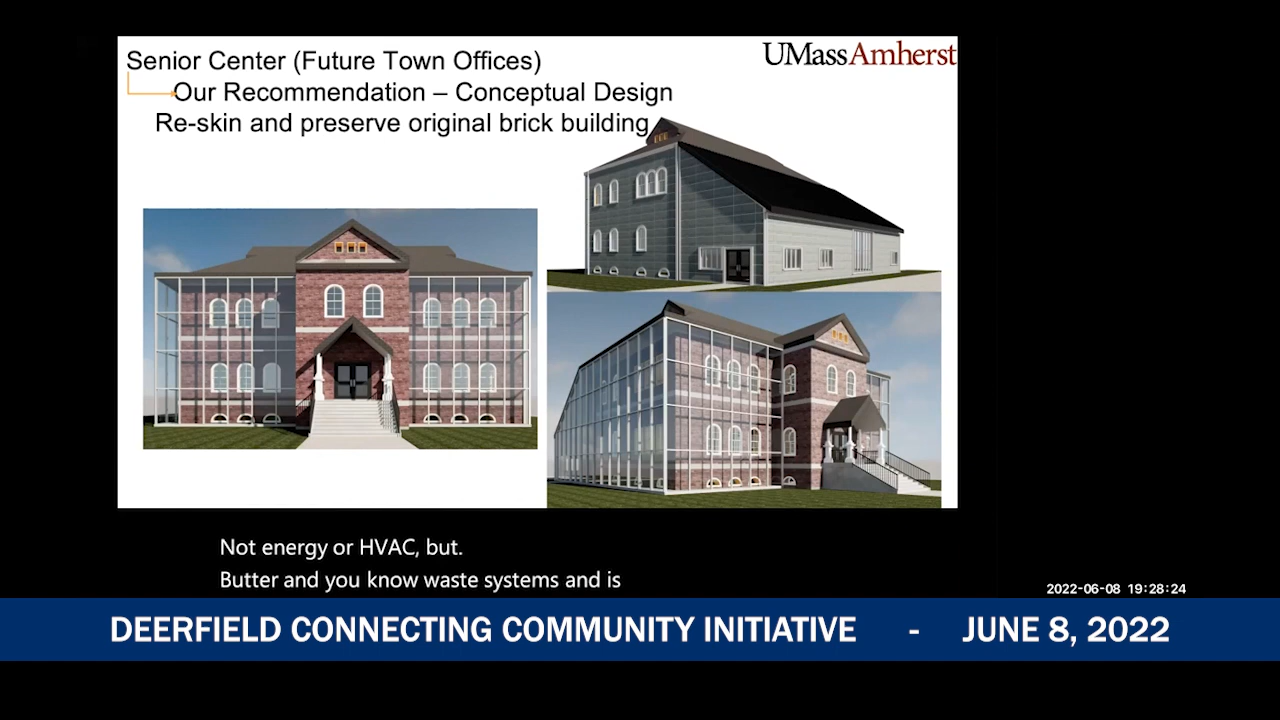 Senior Center (Future Town Offices)
UMassAmherst
Our Recommendation – Conceptual Design
Re-skin and preserve original brick building
Not energy or HVAC, but.
Butter and you know waste systems and is
2022-06-08 19:28:24
DEERFIELD CONNECTING COMMUNITY INITIATIVE - JUNE 8, 2022